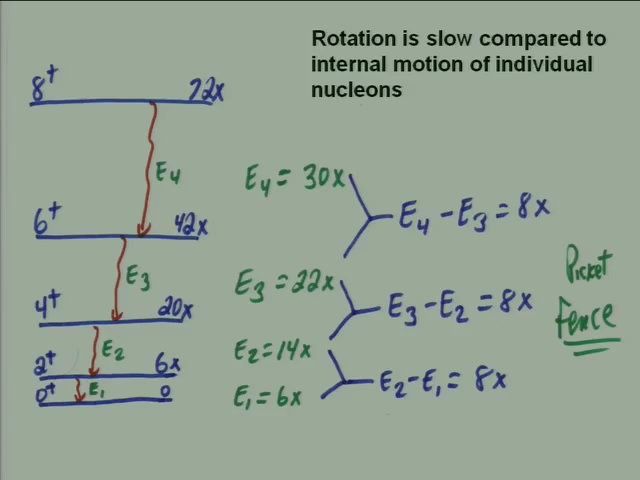 Rotation is slow compared to
internal motion of individual
nucleons
8⁺ 72x
E₄
6⁺ 42x
E₃
4⁺ 20x
E₂
2⁺ 6x
E₁
0⁺ 0
E₄ = 30x
E₄ - E₃ = 8x
E₃ = 22x
E₃ - E₂ = 8x
E₂ = 14x
E₂ - E₁ = 8x
E₁ = 6x
Picket
Fence